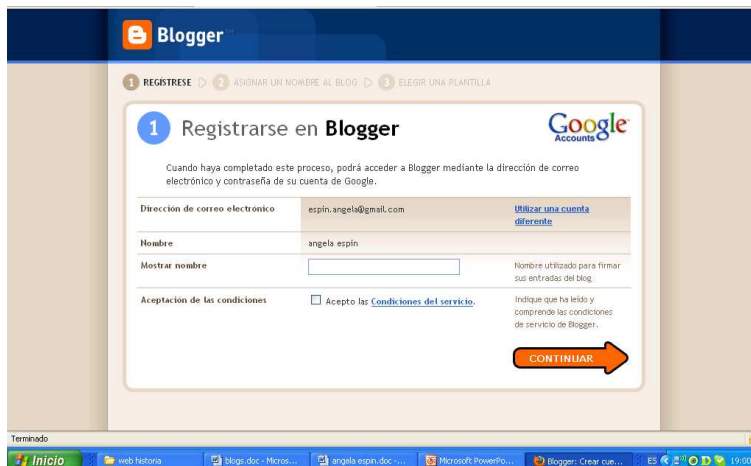 Blogger™
1 REGÍSTRESE 2 ASIGNAR UN NOMBRE AL BLOG 3 ELEGIR UNA PLANTILLA
1 Registrarse en Blogger
Google
Accounts
Cuando haya completado este proceso, podrá acceder a Blogger mediante la dirección de correo
electrónico y contraseña de su cuenta de Google.
Dirección de correo electrónico espin.angela@gmail.com Utilizar una cuenta
diferente
Nombre angela espin
Mostrar nombre Nombre utilizado para firmar
sus entradas del blog
Aceptación de las condiciones Acepto las Condiciones del servicio. Indique que ha leído y
comprende las condiciones
de servicio de Blogger.
CONTINUAR
Terminado
Inicio web historia blogs.doc - Micros... angela espin.doc -... Microsoft PowerPo... Blogger: Crear cue... ES